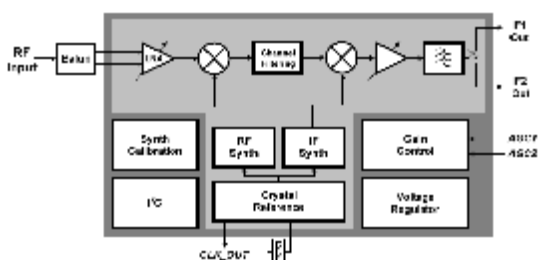 RF
Input
Balun
LNA
Channel
Filtering
Synth
Calibration
I²C
RF
Synth
IF
Synth
Crystal
Reference
Gain
Control
Voltage
Regulator
Out
F2
Out
CLK_OUT